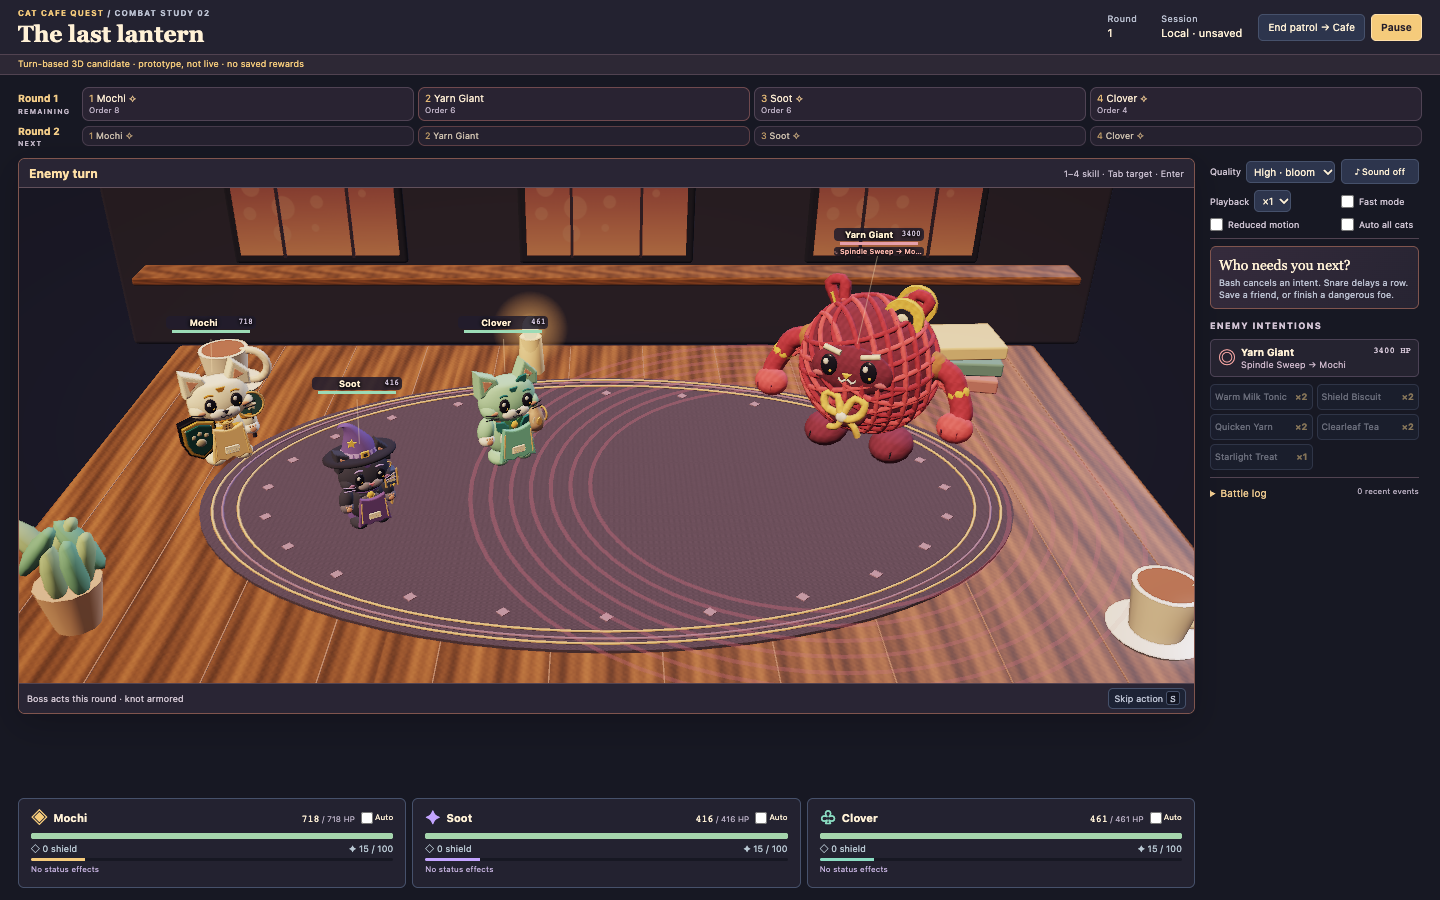 CAT CAFE QUEST / COMBAT STUDY 02
The last lantern
Round
1
Session
Local · unsaved
End patrol → Cafe
Pause
Turn-based 3D candidate · prototype, not live · no saved rewards
Round 1
REMAINING
1 Mochi ✧
Order 8
2 Yarn Giant
Order 6
3 Soot ✧
Order 6
4 Clover ✧
Order 4
Round 2
NEXT
1 Mochi ✧
2 Yarn Giant
3 Soot ✧
4 Clover ✧
Enemy turn
1–4 skill · Tab target · Enter
Yarn Giant 3400
Spindle Sweep → Mo...
Mochi 718
Clover 461
Soot 416
Boss acts this round · knot armored
Skip action S
Quality High · bloom
♪ Sound off
Playback ×1
Fast mode
Reduced motion
Auto all cats
Who needs you next?
Bash cancels an intent. Snare delays a row.
Save a friend, or finish a dangerous foe.
ENEMY INTENTIONS
Yarn Giant 3400 HP
Spindle Sweep → Mochi
Warm Milk Tonic ×2
Shield Biscuit ×2
Quicken Yarn ×2
Clearleaf Tea ×2
Starlight Treat ×1
▶ Battle log 0 recent events
Mochi 718 / 718 HP Auto
◇ 0 shield ✦ 15 / 100
No status effects
Soot 416 / 416 HP Auto
◇ 0 shield ✦ 15 / 100
No status effects
Clover 461 / 461 HP Auto
◇ 0 shield ✦ 15 / 100
No status effects